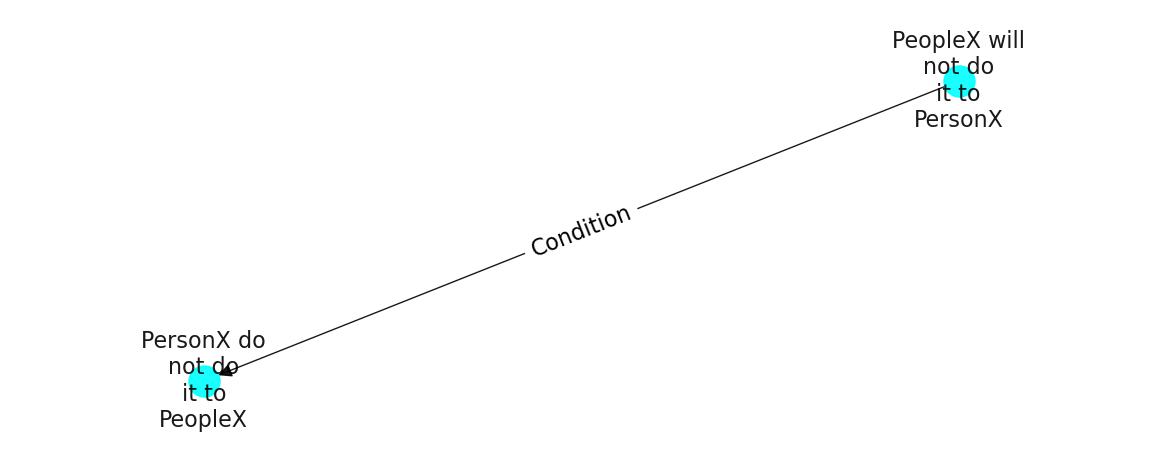 PeopleX will
not do
it to
PersonX
Condition
PersonX do
not do
it to
PeopleX